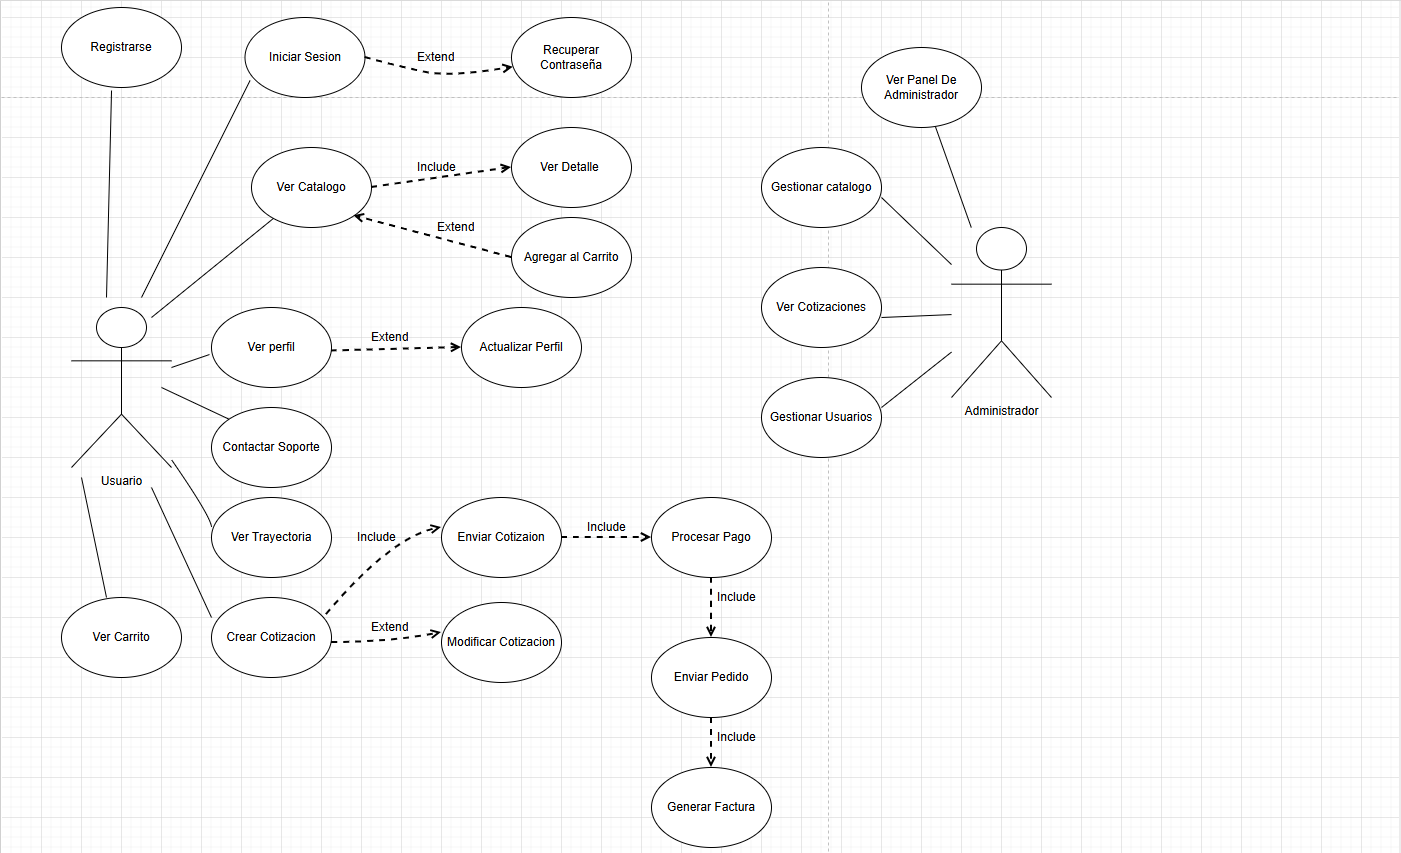 Registrarse
Iniciar Sesion
Extend
Recuperar
Contraseña
Ver Panel De
Administrador
Ver Catalogo
Include
Ver Detalle
Gestionar catalogo
Extend
Agregar al Carrito
Ver Cotizaciones
Ver perfil
Extend
Actualizar Perfil
Administrador
Gestionar Usuarios
Contactar Soporte
Usuario
Ver Trayectoria
Include
Enviar Cotizaion
Include
Procesar Pago
Include
Ver Carrito
Crear Cotizacion
Extend
Modificar Cotizacion
Enviar Pedido
Include
Generar Factura